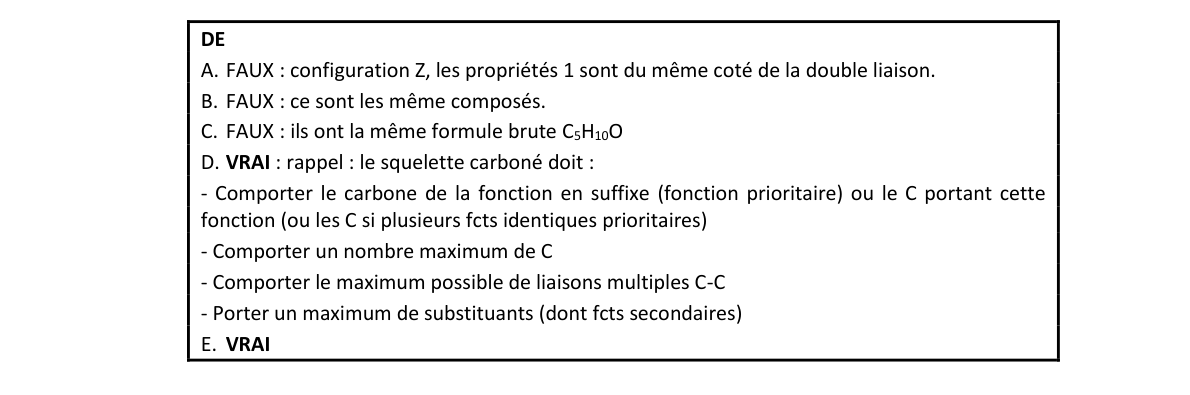 DE
A. FAUX : configuration Z, les propriétés 1 sont du même coté de la double liaison.
B. FAUX : ce sont les même composés.
C. FAUX : ils ont la même formule brute C₅H₁₀O
D. VRAI : rappel : le squelette carboné doit :
- Comporter le carbone de la fonction en suffixe (fonction prioritaire) ou le C portant cette
fonction (ou les C si plusieurs fcts identiques prioritaires)
- Comporter un nombre maximum de C
- Comporter le maximum possible de liaisons multiples C-C
- Porter un maximum de substituants (dont fcts secondaires)
E. VRAI